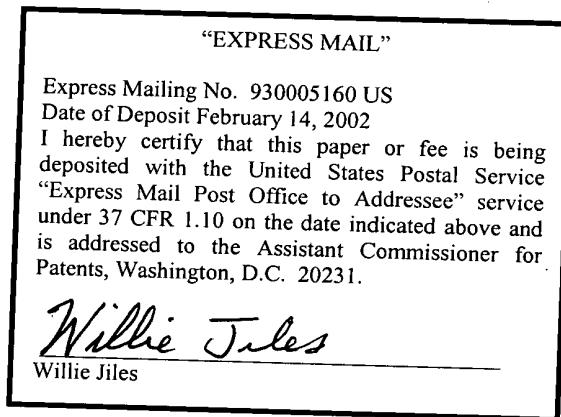 “EXPRESS MAIL”
Express Mailing No. 930005160 US
Date of Deposit February 14, 2002
I hereby certify that this paper or fee is being
deposited with the United States Postal Service
“Express Mail Post Office to Addressee” service
under 37 CFR 1.10 on the date indicated above and
is addressed to the Assistant Commissioner for
Patents, Washington, D.C. 20231.
Willie Jiles
Willie Jiles